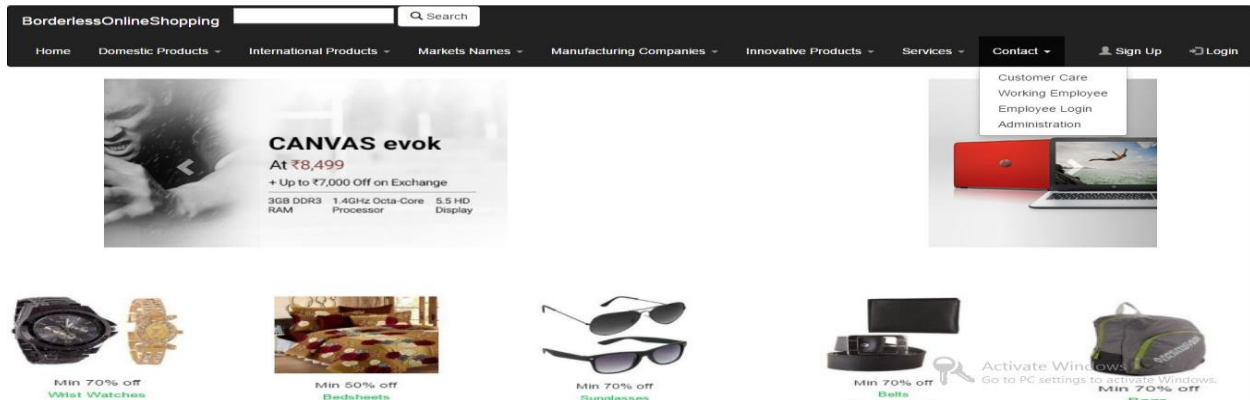 BorderlessOnlineShopping
Search
Home Domestic Products International Products Markets Names Manufacturing Companies Innovative Products Services Contact Sign Up Login
Customer Care
Working Employee
Employee Login
Administration
CANVAS evok
At ₹8,499
+ Up to ₹7,000 Off on Exchange
3GB DDR3 1.4GHz Octa-Core 5.5 HD
RAM Processor Display
Min 70% off
Wrist Watches
Min 50% off
Bedsheets
Min 70% off
Sunglasses
Min 70% off
Belts
Min 70% off
Activate Windows
Go to PC settings to activate Windows.